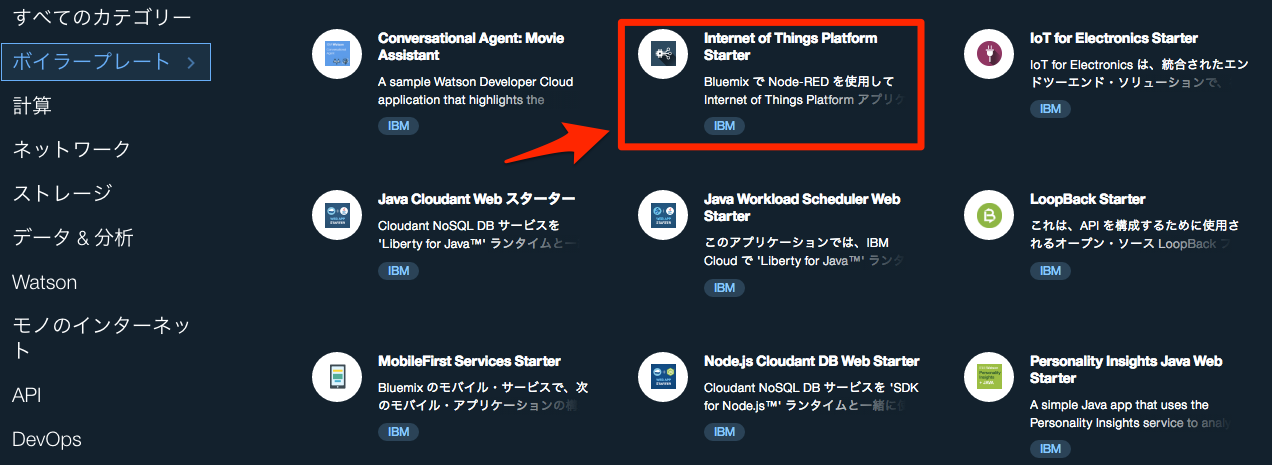 すべてのカテゴリー
ボイラープレート
計算
ネットワーク
ストレージ
データ & 分析
Watson
モノのインターネッ
ト
API
DevOps
Conversational Agent: Movie
Assistant
A sample Watson Developer Cloud
application that highlights the
IBM
Internet of Things Platform
Starter
Bluemix で Node-RED を使用して
Internet of Things Platform アプリケ
IBM
IoT for Electronics Starter
IoT for Electronics は、統合されたエン
ドツーエンド・ソリューションで、
IBM
Java Cloudant Web スターター
Cloudant NoSQL DB サービスを
'Liberty for Java™' ランタイムと一
IBM
Java Workload Scheduler Web
Starter
このアプリケーションでは、IBM
Cloud で 'Liberty for Java™' ランタ
IBM
LoopBack Starter
これは、API を構成するために使用さ
れるオープン・ソース LoopBack フ
IBM
MobileFirst Services Starter
Bluemix のモバイル・サービスで、次
のモバイル・アプリケーションの構
IBM
Node.js Cloudant DB Web Starter
Cloudant NoSQL DB サービスを 'SDK
for Node.js™' ランタイムと一緒に使
IBM
Personality Insights Java Web
Starter
A simple Java app that uses the
Personality Insights service to analy
IBM